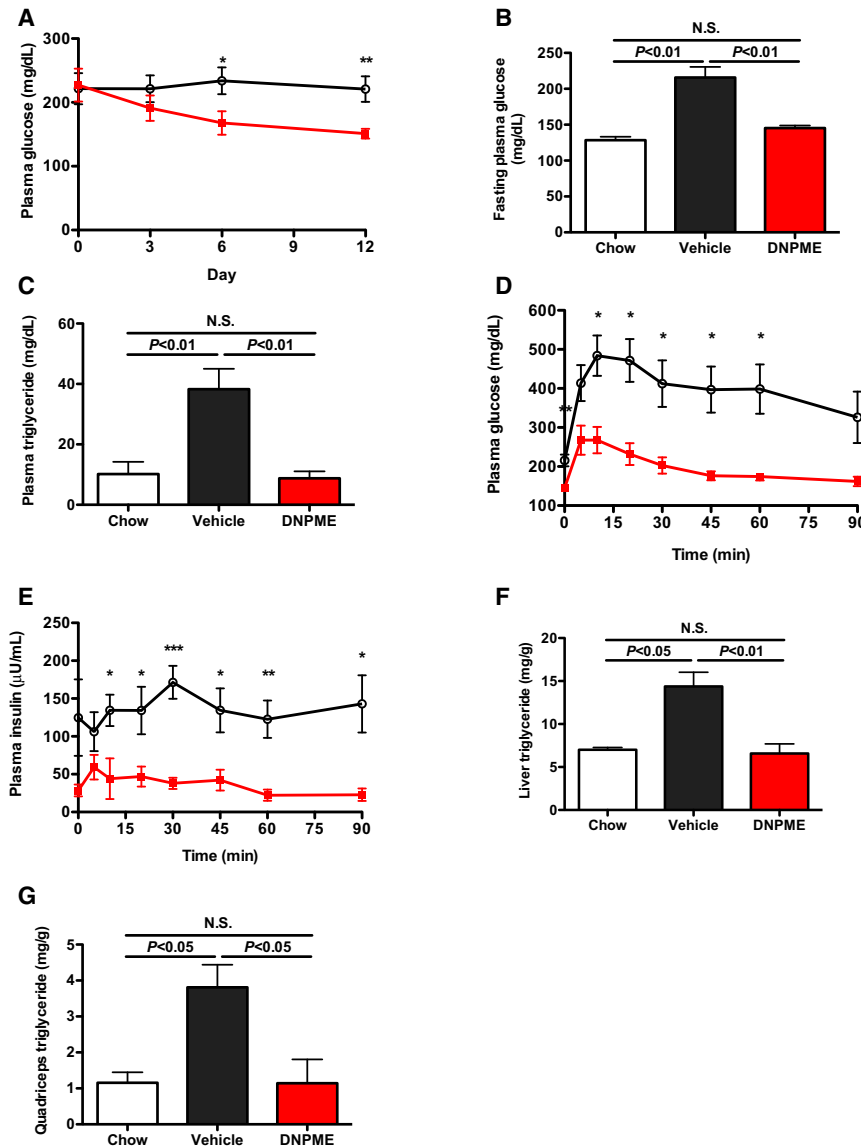 A
Plasma glucose (mg/dL)
300
200
100
0
*
**
0 3 6 9 12
Day
B
Fasting plasma glucose
(mg/dL)
250
200
150
100
50
0
N.S.
P<0.01 P<0.01
Chow Vehicle DNPME
C
Plasma triglyceride (mg/dL)
60
40
20
0
N.S.
P<0.01 P<0.01
Chow Vehicle DNPME
D
Plasma glucose (mg/dL)
600
500
400
300
200
100
** * * * * *
0 15 30 45 60 75 90
Time (min)
E
Plasma insulin (μU/mL)
250
200
150
100
50
0
* * *** * ** *
0 15 30 45 60 75 90
Time (min)
F
Liver triglyceride (mg/g)
20
15
10
5
0
N.S.
P<0.05 P<0.01
Chow Vehicle DNPME
G
Quadriceps triglyceride (mg/g)
5
4
3
2
1
0
N.S.
P<0.05 P<0.05
Chow Vehicle DNPME